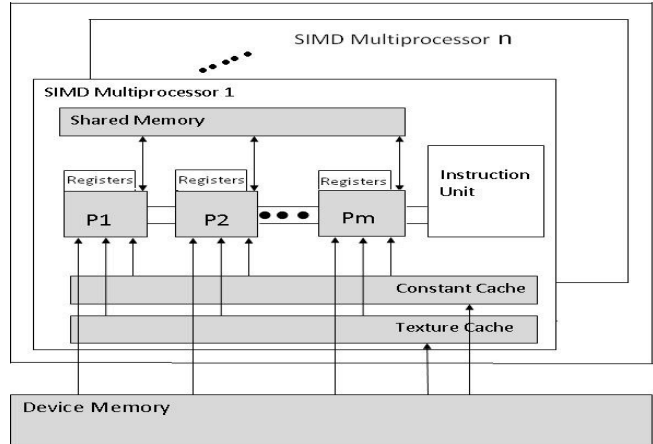 SIMD Multiprocessor n
SIMD Multiprocessor 1
Shared Memory
Registers
Registers
Registers
Instruction
Unit
P1
P2
Pm
Constant Cache
Texture Cache
Device Memory